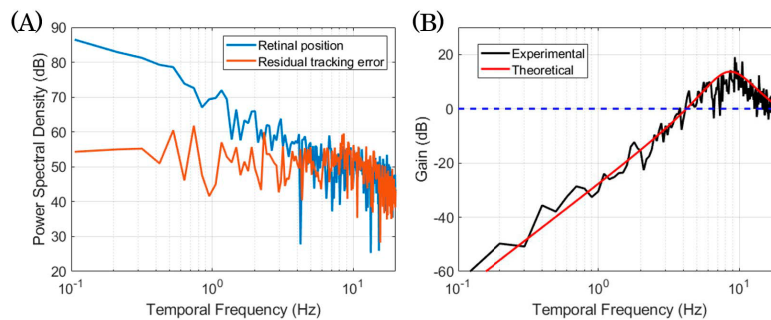 (A)
90
80
70
60
50
40
30
20
Power Spectral Density (dB)
Retinal position
Residual tracking error
10-1
100
101
Temporal Frequency (Hz)
(B)
40
20
0
-20
-40
-60
Gain (dB)
Experimental
Theoretical
10-1
100
101
Temporal Frequency (Hz)